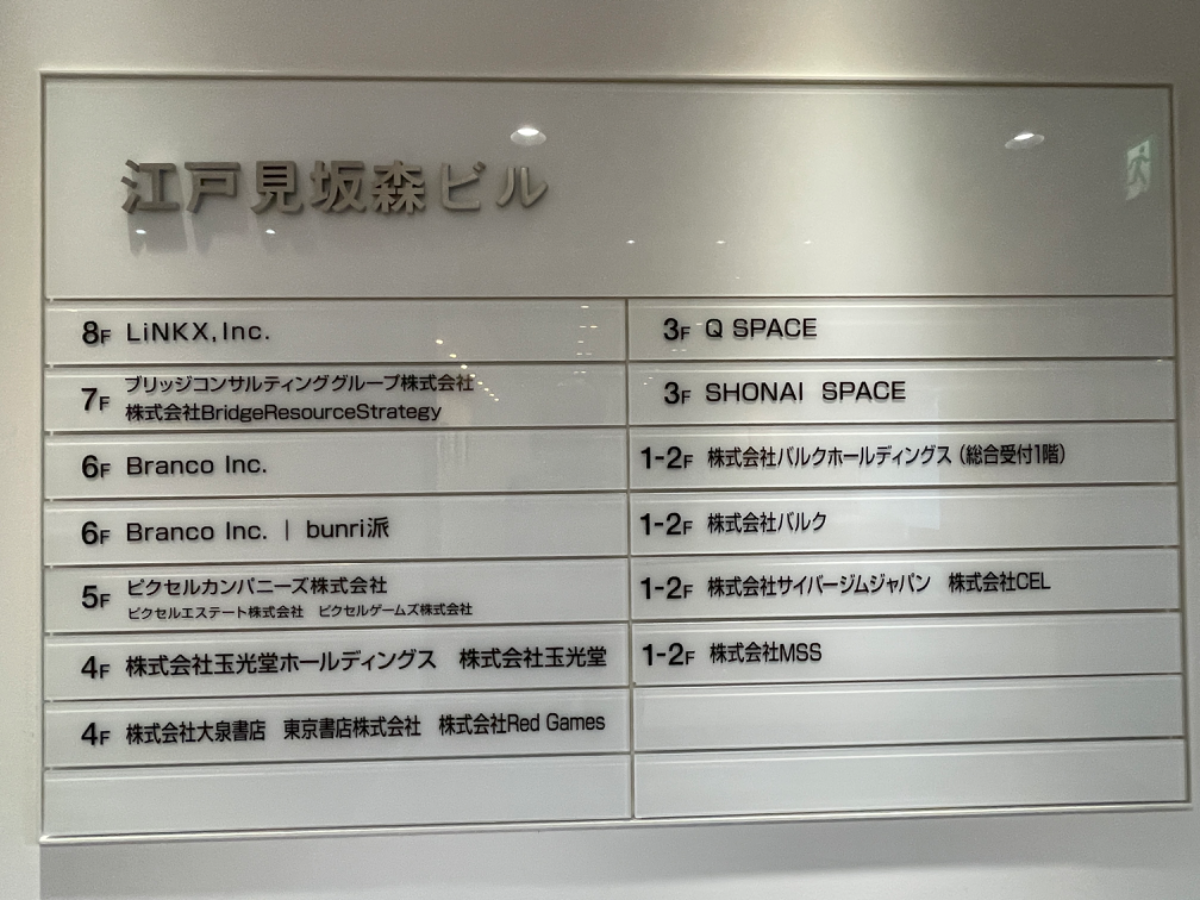 江戸見坂森ビル
8F LiNKX,Inc.
7F ブリッジコンサルティンググループ株式会社
株式会社BridgeResourceStrategy
6F Branco Inc.
6F Branco Inc. | bunri派
5F ピクセルカンパニーズ株式会社
ピクセルエステート株式会社 ピクセルゲームズ株式会社
4F 株式会社玉光堂ホールディングス 株式会社玉光堂
4F 株式会社大泉書店 東京書店株式会社 株式会社Red Games
3F Q SPACE
3F SHONAI SPACE
1-2F 株式会社バルクホールディングス（総合受付1階）
1-2F 株式会社バルク
1-2F 株式会社サイバージムジャパン 株式会社CEL
1-2F 株式会社MSS